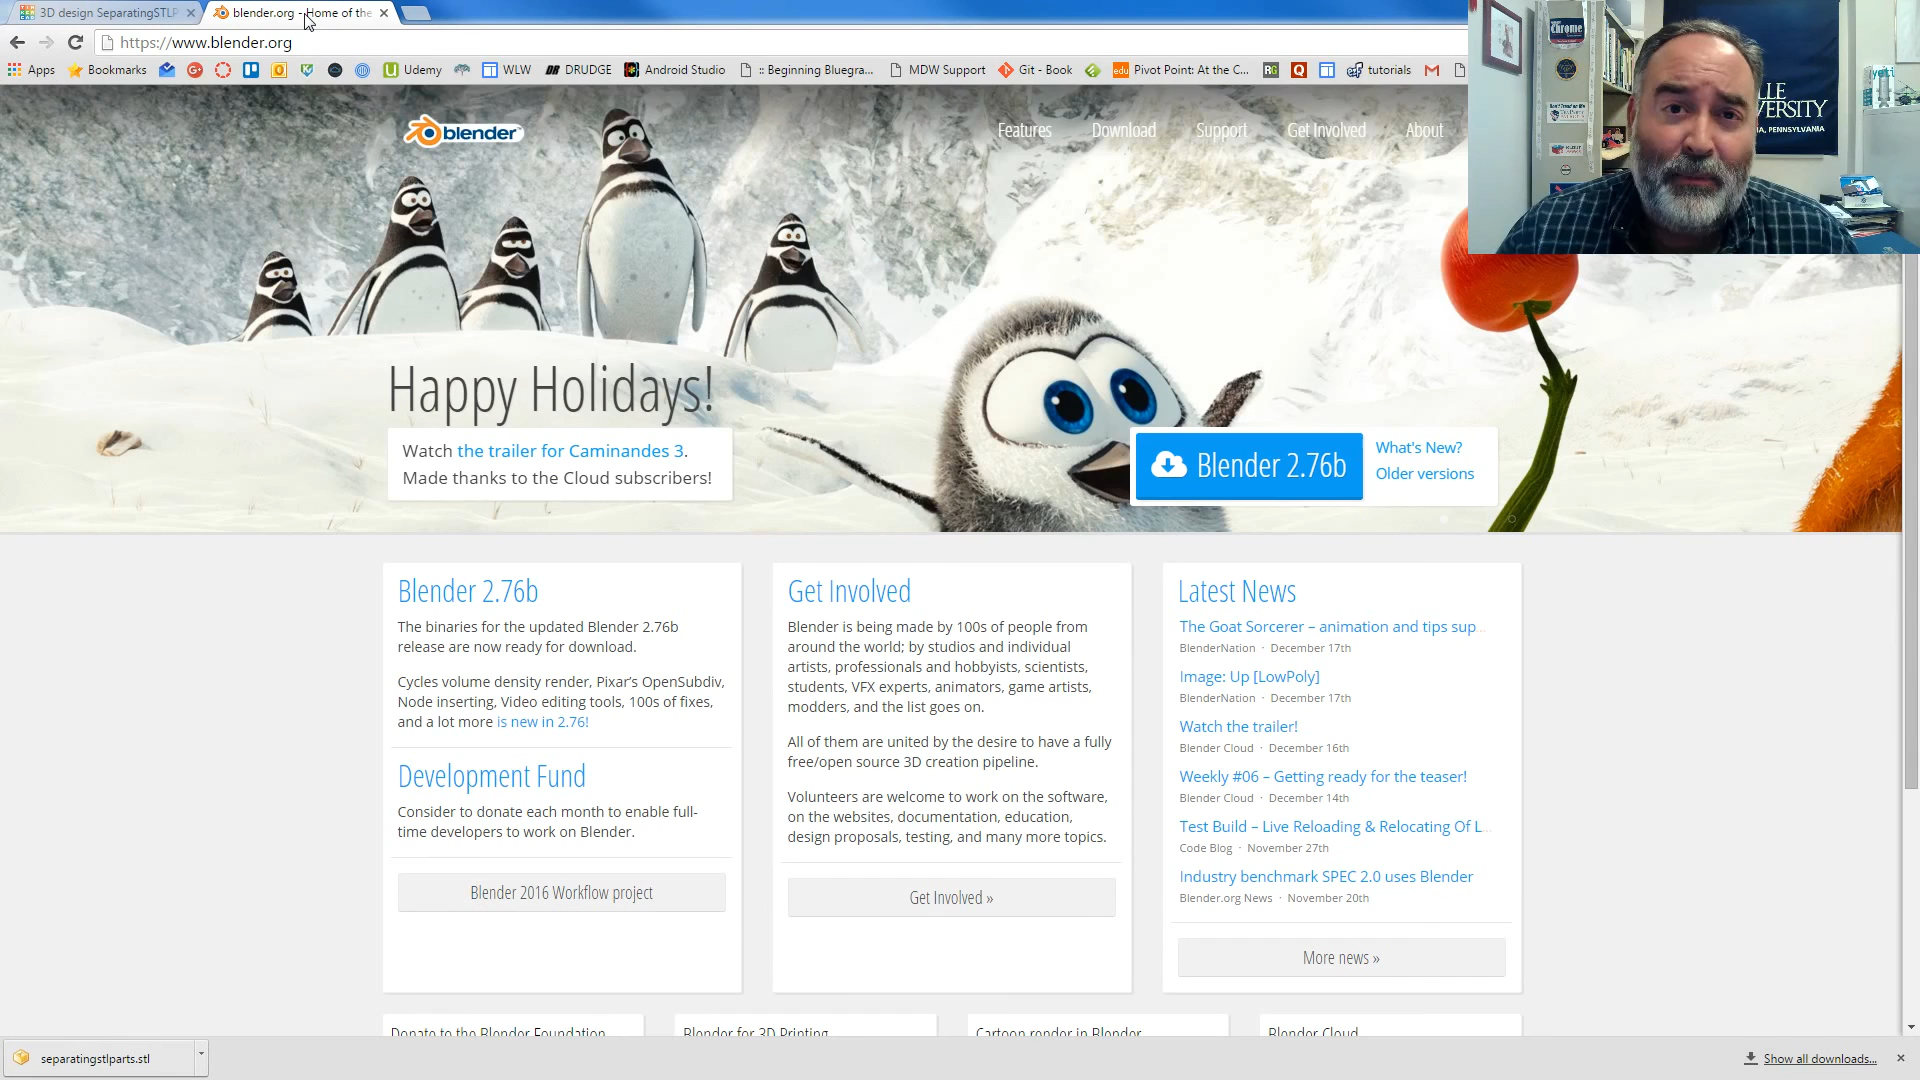 3D design SeparatingSTLP
blender.org - Home of the
https://www.blender.org
Apps
Bookmarks
Udemy
WLW
DRUDGE
Android Studio
:: Beginning Bluegra...
MDW Support
Git - Book
Pivot Point: At the C...
tutorials
chrome
yeti
LLE
VERSITY
IA, PENNSYLVANIA
blender
Features
Download
Support
Get Involved
About
Happy Holidays!
Watch the trailer for Caminandes 3.
Made thanks to the Cloud subscribers!
Blender 2.76b
What's New?
Older versions
Blender 2.76b
The binaries for the updated Blender 2.76b
release are now ready for download.
Cycles volume density render, Pixar's OpenSubdiv,
Node inserting, Video editing tools, 100s of fixes,
and a lot more is new in 2.76!
Development Fund
Consider to donate each month to enable full-
time developers to work on Blender.
Blender 2016 Workflow project
Get Involved
Blender is being made by 100s of people from
around the world; by studios and individual
artists, professionals and hobbyists, scientists,
students, VFX experts, animators, game artists,
modders, and the list goes on.
All of them are united by the desire to have a fully
free/open source 3D creation pipeline.
Volunteers are welcome to work on the software,
on the websites, documentation, education,
design proposals, testing, and many more topics.
Get Involved »
Latest News
The Goat Sorcerer – animation and tips sup...
BlenderNation · December 17th
Image: Up [LowPoly]
BlenderNation · December 17th
Watch the trailer!
Blender Cloud · December 16th
Weekly #06 – Getting ready for the teaser!
Blender Cloud · December 14th
Test Build – Live Reloading & Relocating Of L...
Code Blog · November 27th
Industry benchmark SPEC 2.0 uses Blender
Blender.org News · November 20th
More news »
Donate to the Blender Foundation
Blender for 3D Printing
Cartoon render in Blender
Blender Cloud
separatingstlparts.stl
Show all downloads...